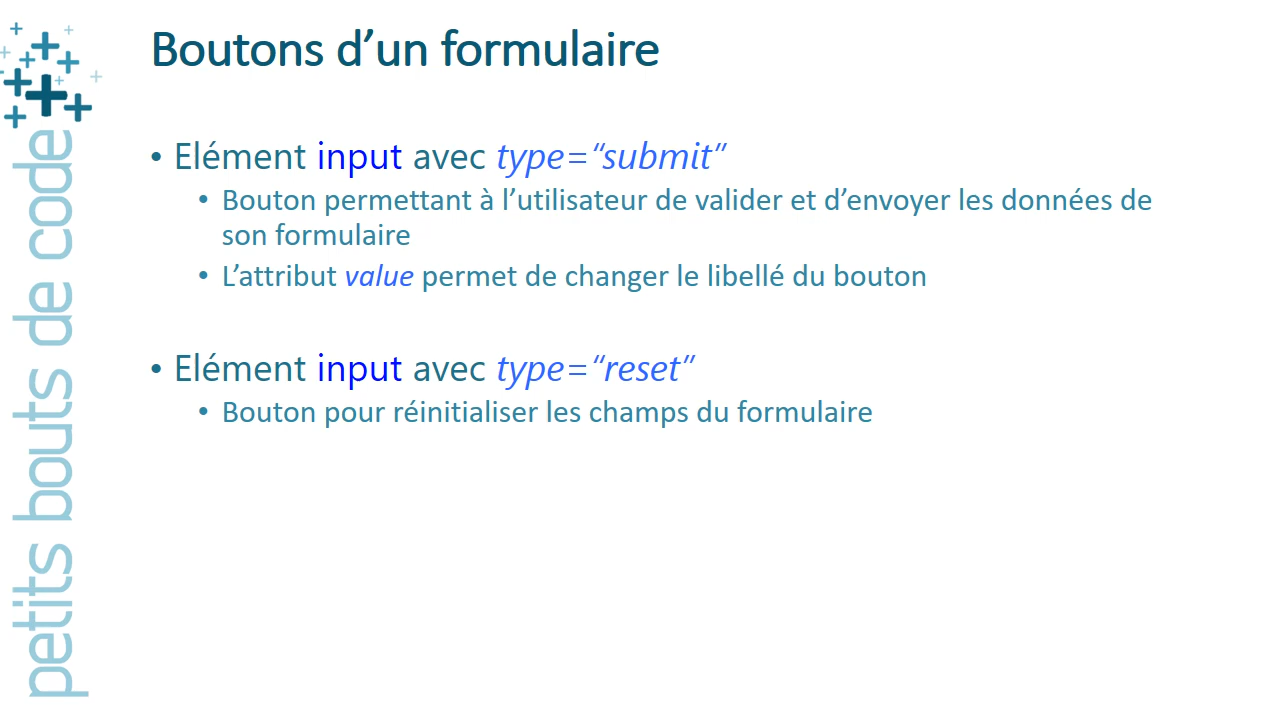 Boutons d’un formulaire
• Elément input avec type=“submit”
• Bouton permettant à l’utilisateur de valider et d’envoyer les données de
son formulaire
• L’attribut value permet de changer le libellé du bouton
• Elément input avec type=“reset”
• Bouton pour réinitialiser les champs du formulaire
petits bouts de code